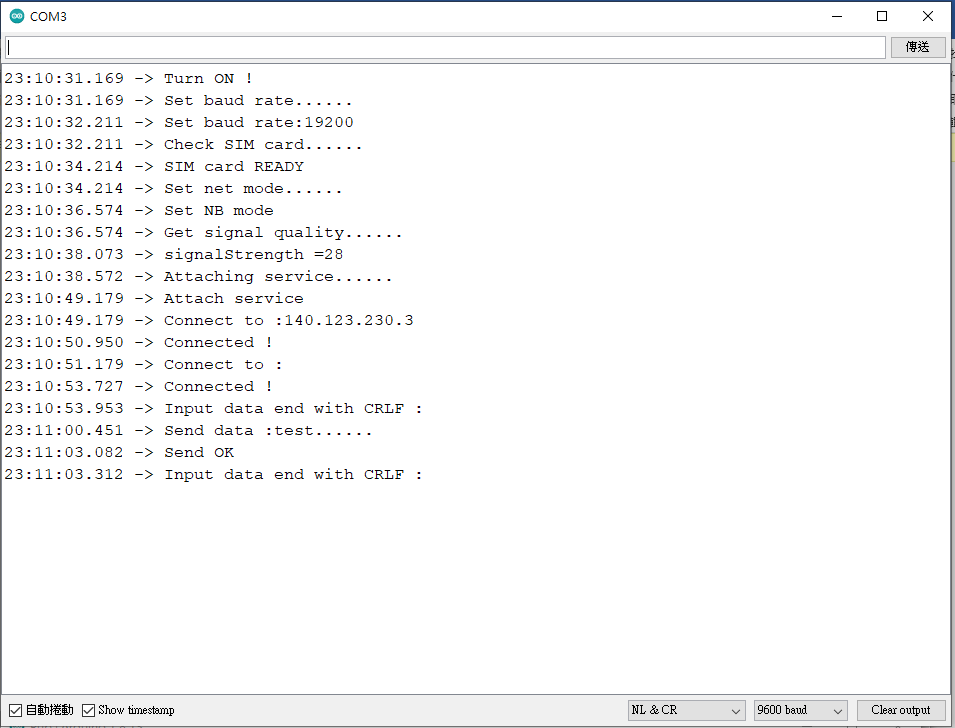 COM3
傳送
23:10:31.169 -> Turn ON !
23:10:31.169 -> Set baud rate......
23:10:32.211 -> Set baud rate:19200
23:10:32.211 -> Check SIM card......
23:10:34.214 -> SIM card READY
23:10:34.214 -> Set net mode......
23:10:36.574 -> Set NB mode
23:10:36.574 -> Get signal quality......
23:10:38.073 -> signalStrength =28
23:10:38.572 -> Attaching service......
23:10:49.179 -> Attach service
23:10:49.179 -> Connect to :140.123.230.3
23:10:50.950 -> Connected !
23:10:51.179 -> Connect to :
23:10:53.727 -> Connected !
23:10:53.953 -> Input data end with CRLF :
23:11:00.451 -> Send data :test......
23:11:03.082 -> Send OK
23:11:03.312 -> Input data end with CRLF :
自動捲動 Show timestamp NL & CR 9600 baud Clear output